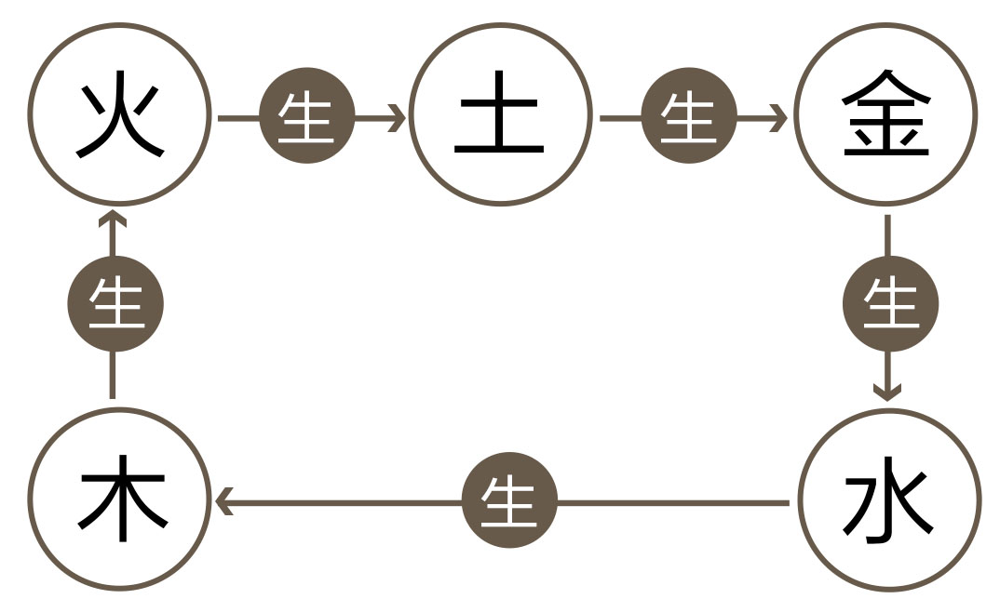 火 生 土 生 金
生 生
木 生 水